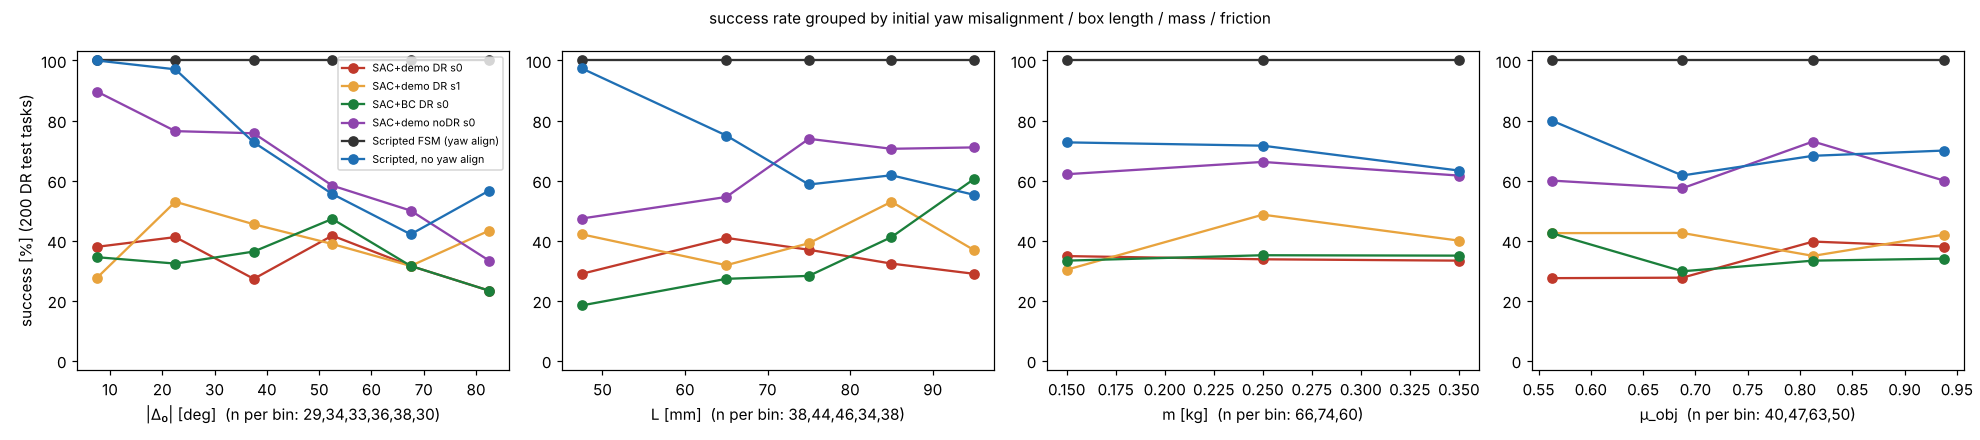 success rate grouped by initial yaw misalignment / box length / mass / friction
success [%] (200 DR test tasks)
100
80
60
40
20
0
10 20 30 40 50 60 70 80
|Δ₀| [deg] (n per bin: 29,34,33,36,38,30)
SAC+demo DR s0
SAC+demo DR s1
SAC+BC DR s0
SAC+demo noDR s0
Scripted FSM (yaw align)
Scripted, no yaw align
100
80
60
40
20
0
50 60 70 80 90
L [mm] (n per bin: 38,44,46,34,38)
100
80
60
40
20
0
0.150 0.175 0.200 0.225 0.250 0.275 0.300 0.325 0.350
m [kg] (n per bin: 66,74,60)
100
80
60
40
20
0
0.55 0.60 0.65 0.70 0.75 0.80 0.85 0.90 0.95
μ_obj (n per bin: 40,47,63,50)